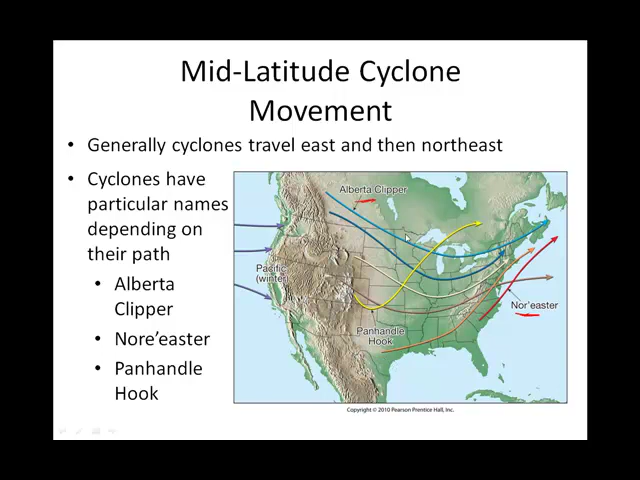 Mid-Latitude Cyclone
Movement
• Generally cyclones travel east and then northeast
• Cyclones have
particular names
depending on
their path
• Alberta
Clipper
• Nore’easter
• Panhandle
Hook
Alberta Clipper
Pacific
(winter)
Nor’easter
Panhandle
Hook
Copyright © 2010 Pearson Prentice Hall, Inc.